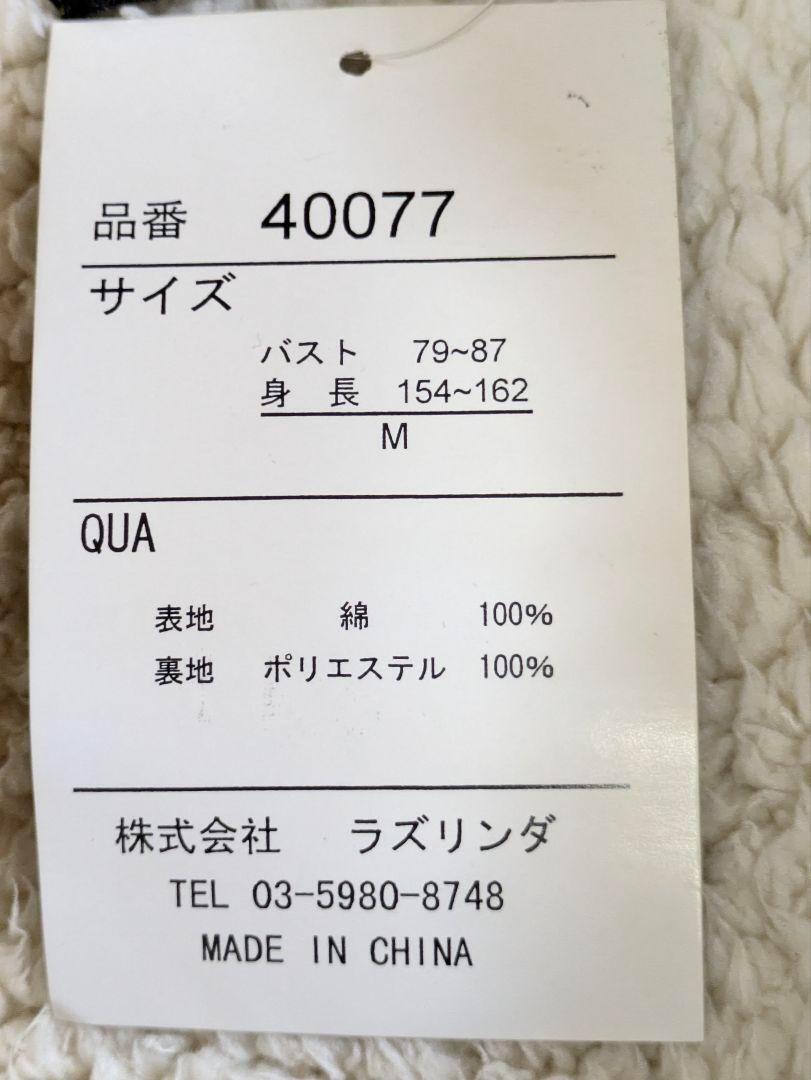 品番 40077
サイズ
バスト 79~87
身 長 154~162
M
QUA
表地 綿 100%
裏地 ポリエステル 100%
株式会社 ラズリンダ
TEL 03-5980-8748
MADE IN CHINA